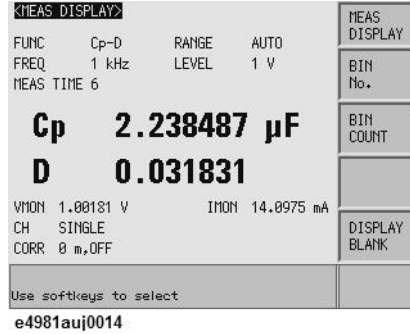 <MEAS DISPLAY>
FUNC Cp-D RANGE AUTO
FREQ 1 kHz LEVEL 1 V
MEAS TIME 6
Cp 2.238487 µF
D 0.031831
VMON 1.00181 V IMON 14.0975 mA
CH SINGLE
CORR 0 m,OFF
Use softkeys to select
MEAS
DISPLAY
BIN
No.
BIN
COUNT
DISPLAY
BLANK
e4981auj0014